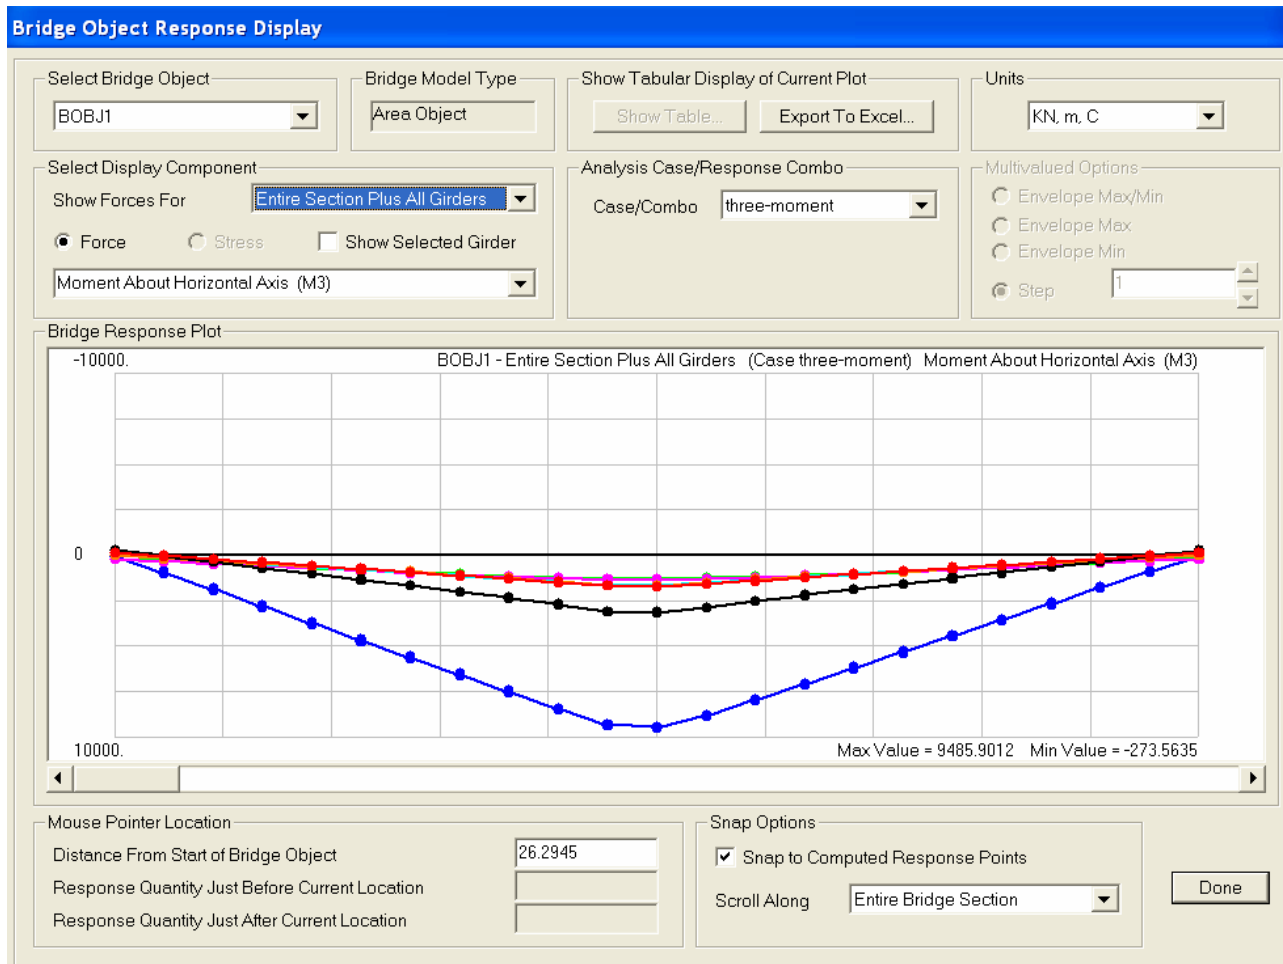 Bridge Object Response Display
Select Bridge Object
BOBJ1
Bridge Model Type
Area Object
Show Tabular Display of Current Plot
Show Table...
Export To Excel...
Units
KN, m, C
Select Display Component
Show Forces For
Entire Section Plus All Girders
Force
Stress
Show Selected Girder
Moment About Horizontal Axis (M3)
Analysis Case/Response Combo
Case/Combo
three-moment
Multivalued Options
Envelope Max/Min
Envelope Max
Envelope Min
Step
1
Bridge Response Plot
-10000.
BOBJ1 - Entire Section Plus All Girders (Case three-moment) Moment About Horizontal Axis (M3)
0
10000.
Max Value = 9485.9012 Min Value = -273.5635
Mouse Pointer Location
Distance From Start of Bridge Object
26.2945
Response Quantity Just Before Current Location
Response Quantity Just After Current Location
Snap Options
Snap to Computed Response Points
Scroll Along
Entire Bridge Section
Done